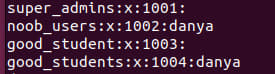 super_admins:x:1001:
noob_users:x:1002:danya
good_student:x:1003:
good_students:x:1004:danya